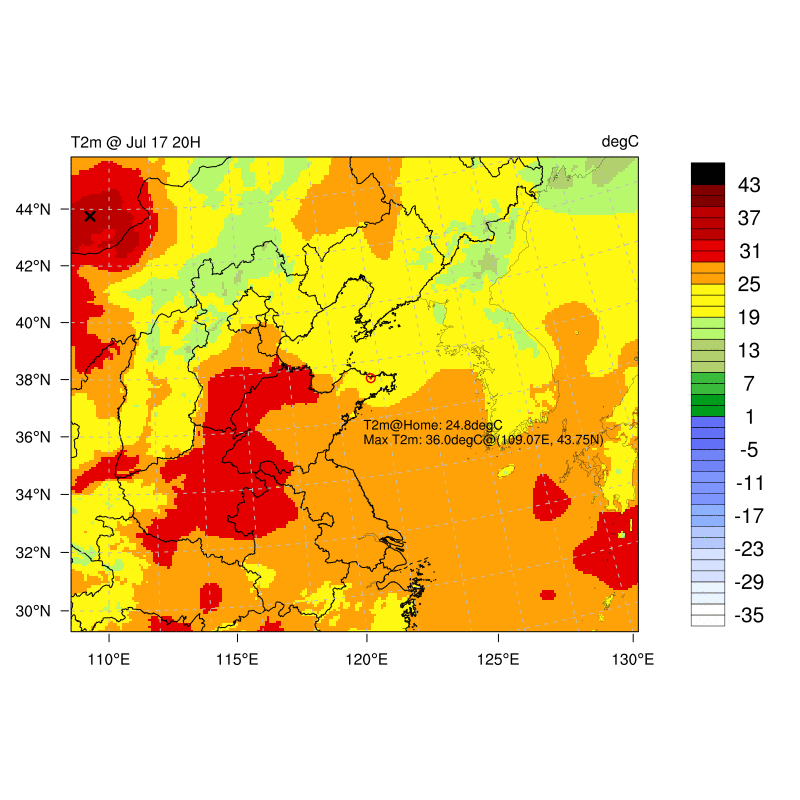 T2m @ Jul 17 20H
degC
44°N
42°N
40°N
38°N
36°N
34°N
32°N
30°N
110°E
115°E
120°E
125°E
130°E
T2m@Home: 24.8degC
Max T2m: 36.0degC@(109.07E, 43.75N)
43
37
31
25
19
13
7
1
-5
-11
-17
-23
-29
-35